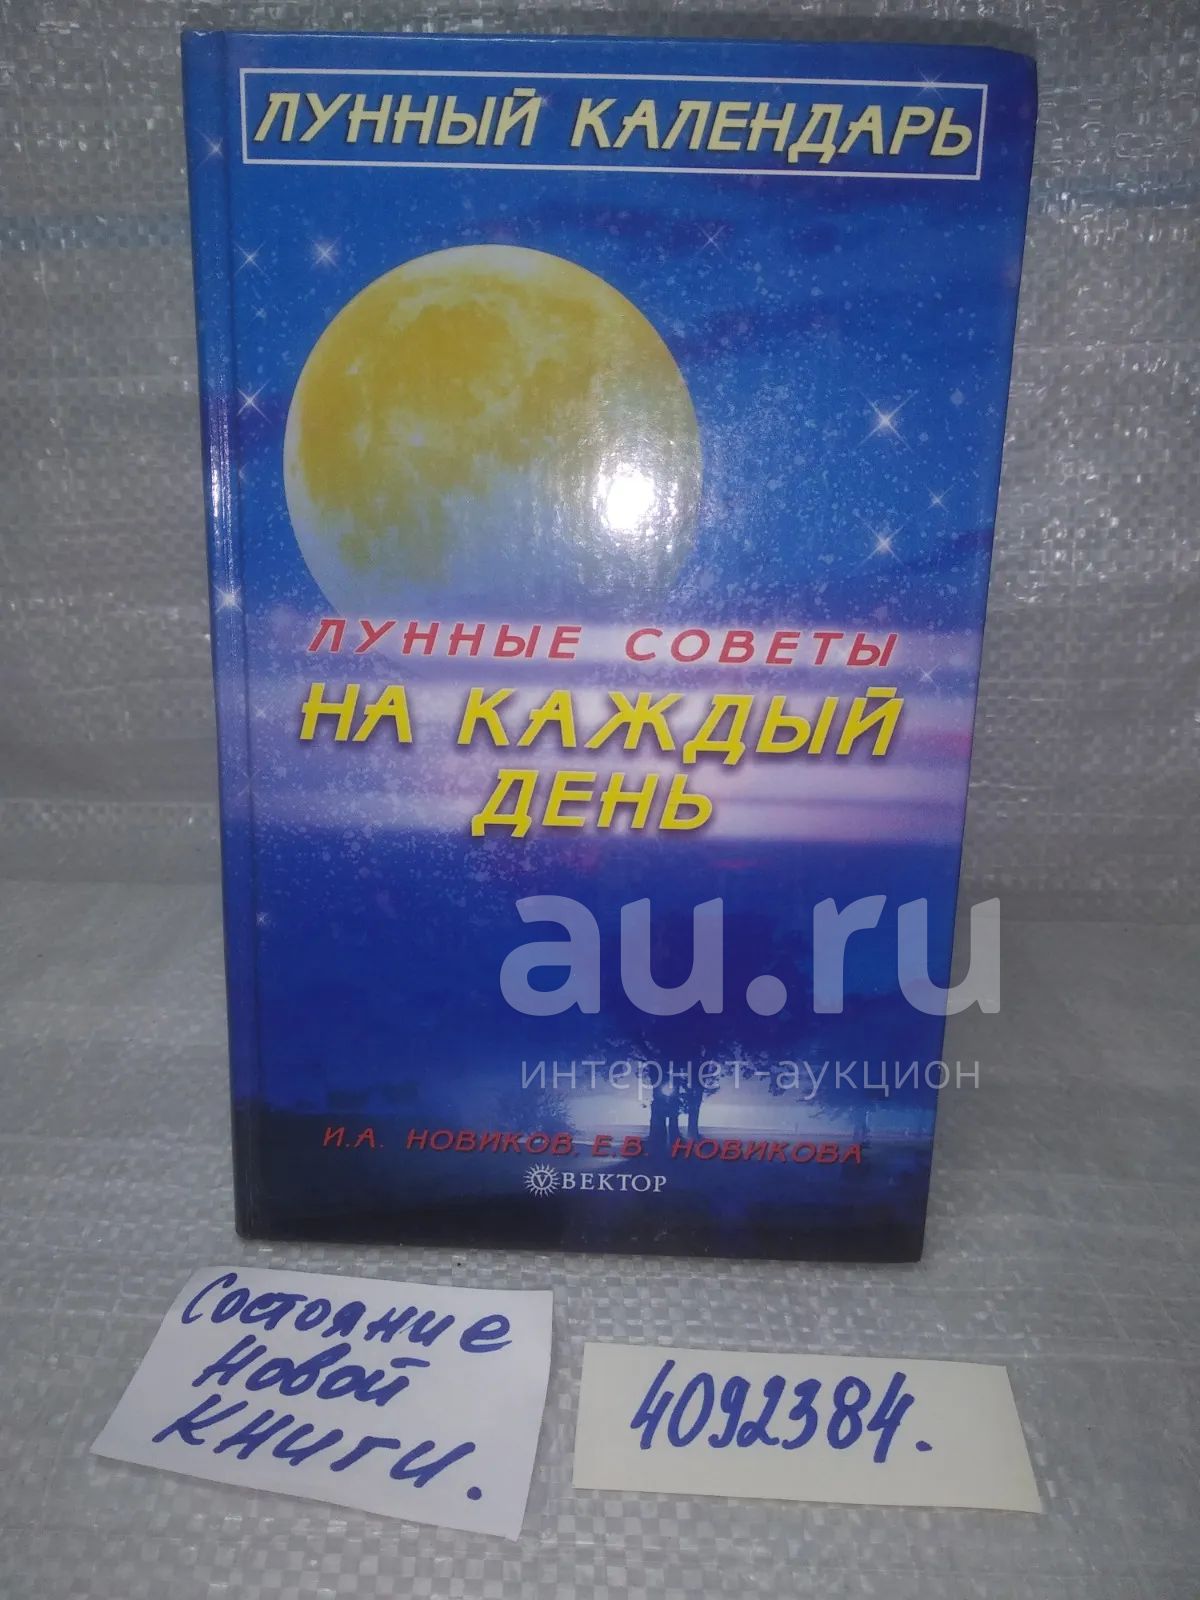 ЛУННЫЙ КАЛЕНДАРЬ
ЛУННЫЕ СОВЕТЫ
НА КАЖДЫЙ
ДЕНЬ
au.ru
интернет-аукцион
И.А. НОВИКОВ, Е.В. НОВИКОВА
V ВЕКТОР
Состояние
новой
книги.
4092384.